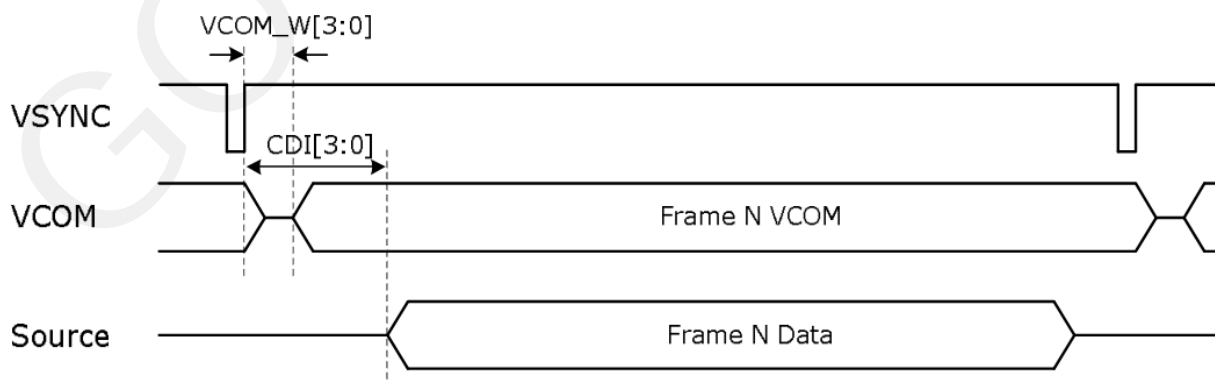 VCOM_W[3:0]
VSYNC
CDI[3:0]
VCOM
Frame N VCOM
Source
Frame N Data